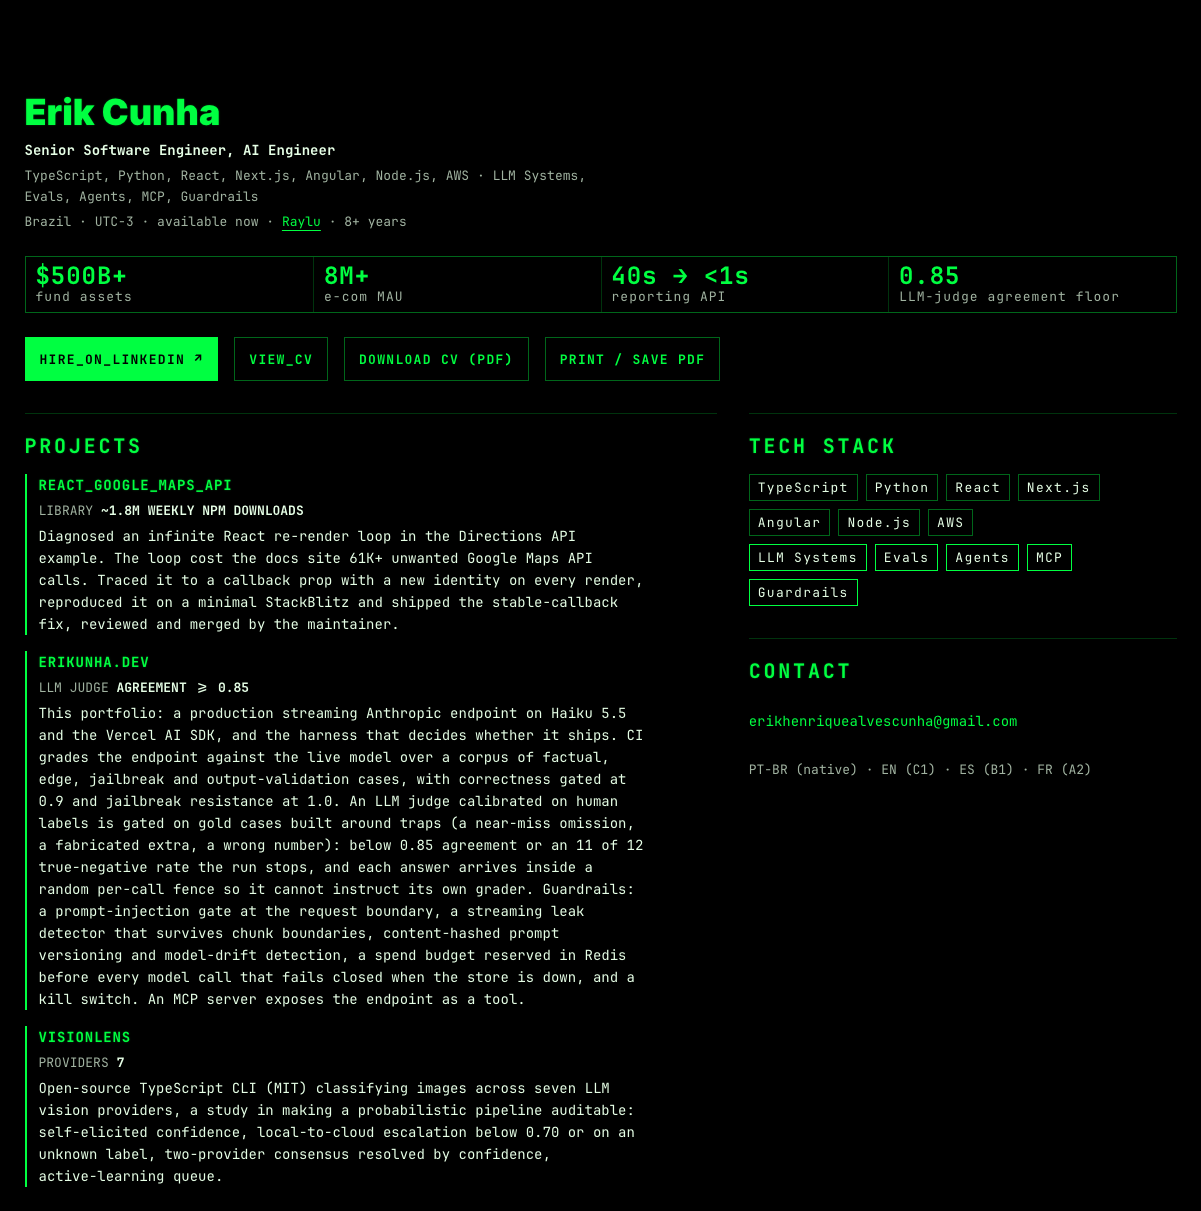 Erik Cunha
Senior Software Engineer, AI Engineer
TypeScript, Python, React, Next.js, Angular, Node.js, AWS · LLM Systems,
Evals, Agents, MCP, Guardrails
Brazil · UTC-3 · available now · Raylu · 8+ years
$500B+
fund assets
8M+
e-com MAU
40s → <1s
reporting API
0.85
LLM-judge agreement floor
HIRE_ON_LINKEDIN ↗
VIEW_CV
DOWNLOAD CV (PDF)
PRINT / SAVE PDF
PROJECTS
REACT_GOOGLE_MAPS_API
LIBRARY ~1.8M WEEKLY NPM DOWNLOADS
Diagnosed an infinite React re-render loop in the Directions API
example. The loop cost the docs site 61K+ unwanted Google Maps API
calls. Traced it to a callback prop with a new identity on every render,
reproduced it on a minimal StackBlitz and shipped the stable-callback
fix, reviewed and merged by the maintainer.
ERIKUNHA.DEV
LLM JUDGE AGREEMENT ⩾ 0.85
This portfolio: a production streaming Anthropic endpoint on Haiku 5.5
and the Vercel AI SDK, and the harness that decides whether it ships. CI
grades the endpoint against the live model over a corpus of factual,
edge, jailbreak and output-validation cases, with correctness gated at
0.9 and jailbreak resistance at 1.0. An LLM judge calibrated on human
labels is gated on gold cases built around traps (a near-miss omission,
a fabricated extra, a wrong number): below 0.85 agreement or an 11 of 12
true-negative rate the run stops, and each answer arrives inside a
random per-call fence so it cannot instruct its own grader. Guardrails:
a prompt-injection gate at the request boundary, a streaming leak
detector that survives chunk boundaries, content-hashed prompt
versioning and model-drift detection, a spend budget reserved in Redis
before every model call that fails closed when the store is down, and a
kill switch. An MCP server exposes the endpoint as a tool.
VISIONLENS
PROVIDERS 7
Open-source TypeScript CLI (MIT) classifying images across seven LLM
vision providers, a study in making a probabilistic pipeline auditable:
self-elicited confidence, local-to-cloud escalation below 0.70 or on an
unknown label, two-provider consensus resolved by confidence,
active-learning queue.
TECH STACK
TypeScript Python React Next.js
Angular Node.js AWS
LLM Systems Evals Agents MCP
Guardrails
CONTACT
erikhenriquealvescunha@gmail.com
PT-BR (native) · EN (C1) · ES (B1) · FR (A2)